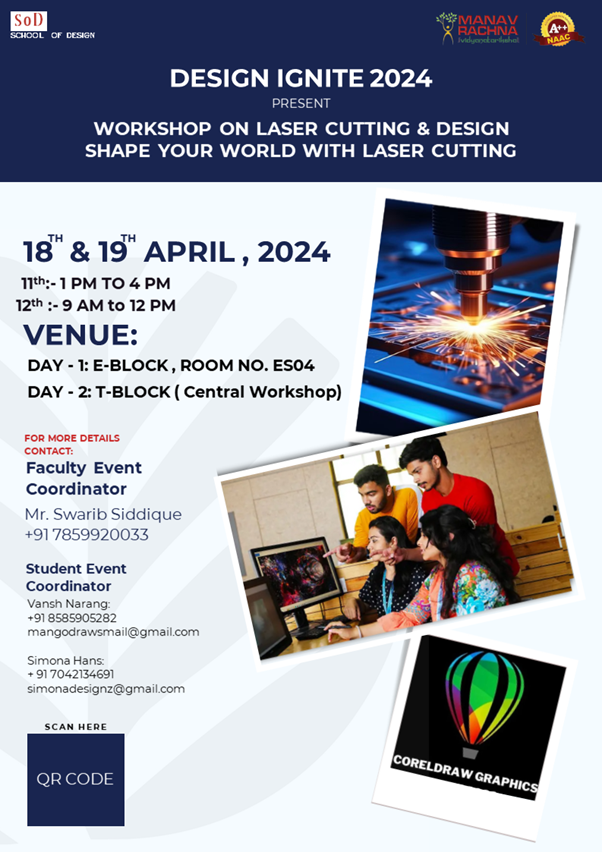 SoD
SCHOOL OF DESIGN
MANAV
RACHNA
A++
NAAC
DESIGN IGNITE 2024
PRESENT
WORKSHOP ON LASER CUTTING & DESIGN
SHAPE YOUR WORLD WITH LASER CUTTING
18TH & 19TH APRIL , 2024
11th:- 1 PM TO 4 PM
12th :- 9 AM to 12 PM
VENUE:
DAY - 1: E-BLOCK , ROOM NO. ES04
DAY - 2: T-BLOCK ( Central Workshop)
FOR MORE DETAILS
CONTACT:
Faculty Event
Coordinator
Mr. Swarib Siddique
+91 7859920033
Student Event
Coordinator
Vansh Narang:
+91 8585905282
mangodrawsmail@gmail.com
Simona Hans:
+ 91 7042134691
simonadesignz@gmail.com
SCAN HERE
QR CODE
CORELDRAW GRAPHICS